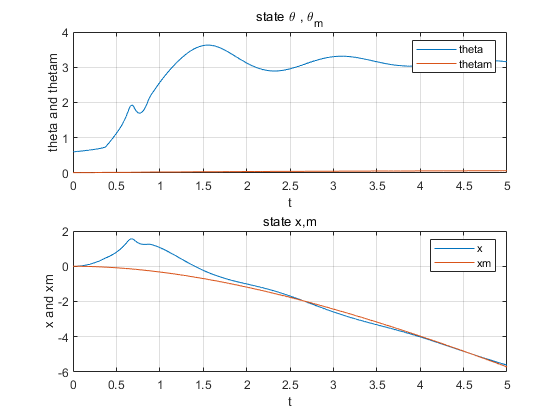 state θ , θm
4
3
2
1
0
theta and thetam
theta
thetam
0 0.5 1 1.5 2 2.5 3 3.5 4 4.5 5
t
state x,m
2
0
-2
-4
-6
x and xm
x
xm
0 0.5 1 1.5 2 2.5 3 3.5 4 4.5 5
t